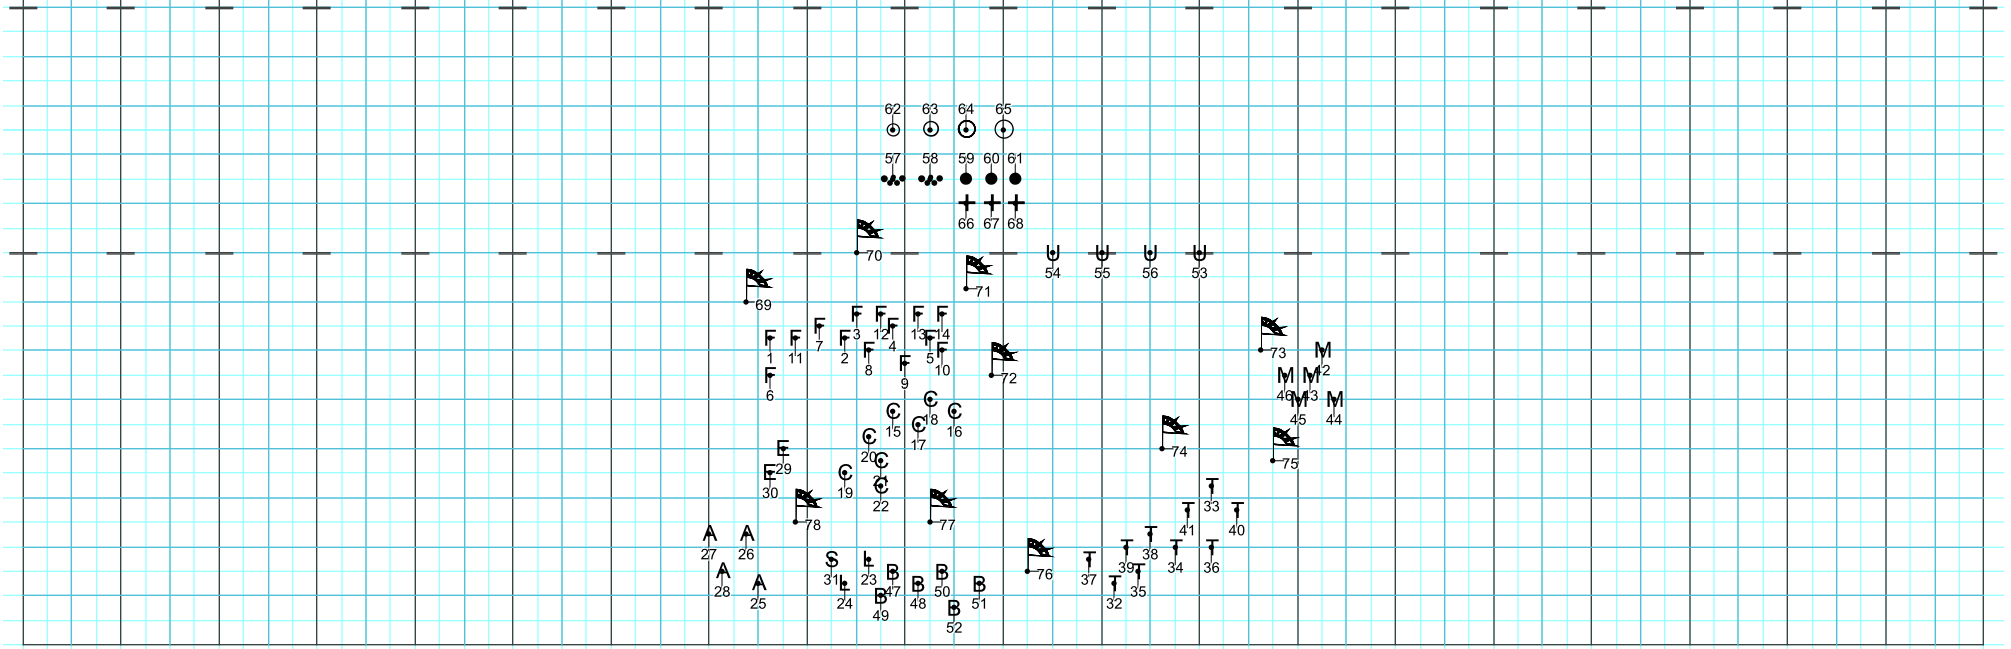 62 63 64 65
57 58 59 60 61
66 67 68
70
U U U U
54 55 56 53
71
69
F F F F
3 12 13 14
F F
7 4
F F F F
1 11 2 5
F F M
8 10 42
73
F
9
72
F M M
6 46 43
C M M
18 45 44
C C
15 16
C
17
C
20
E
29
74
C
21
75
E C
30 19
C T
22 33
T T
41 40
78 77
A A T
27 26 38
T T T
39 34 36
S L T
31 23 37
A B B T
28 47 50 35
76
A L B B T
25 24 48 51 32
B
49
B
52